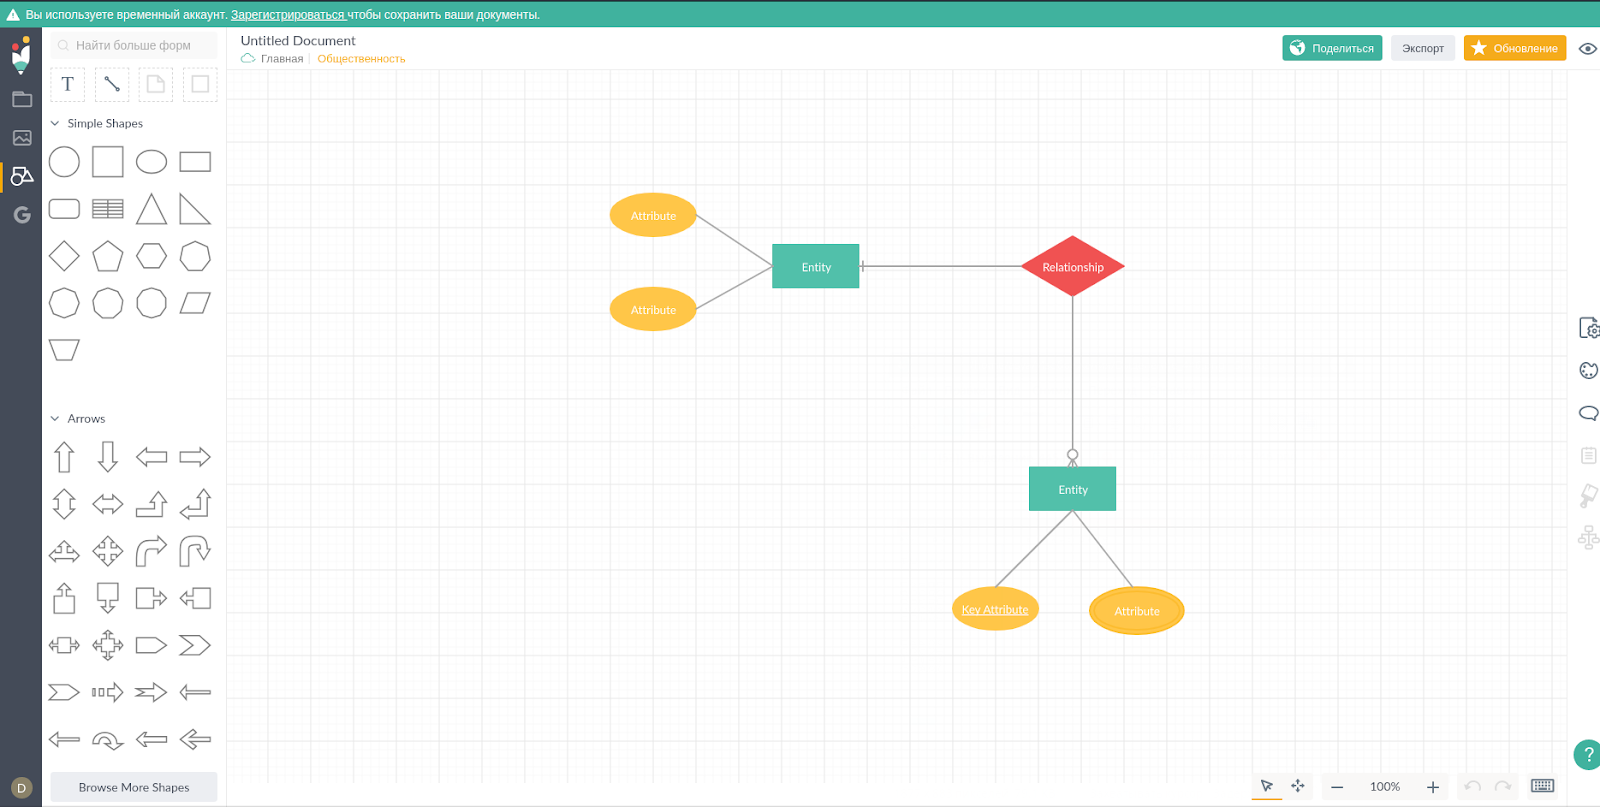 Вы используете временный аккаунт. Зарегистрироваться чтобы сохранить ваши документы.
Найти больше форм
Untitled Document
Главная
Общественность
Поделиться
Экспорт
Обновление
T
Simple Shapes
Attribute
Attribute
Entity
Relationship
Arrows
Entity
Key Attribute
Attribute
G
Browse More Shapes
D
100%
?